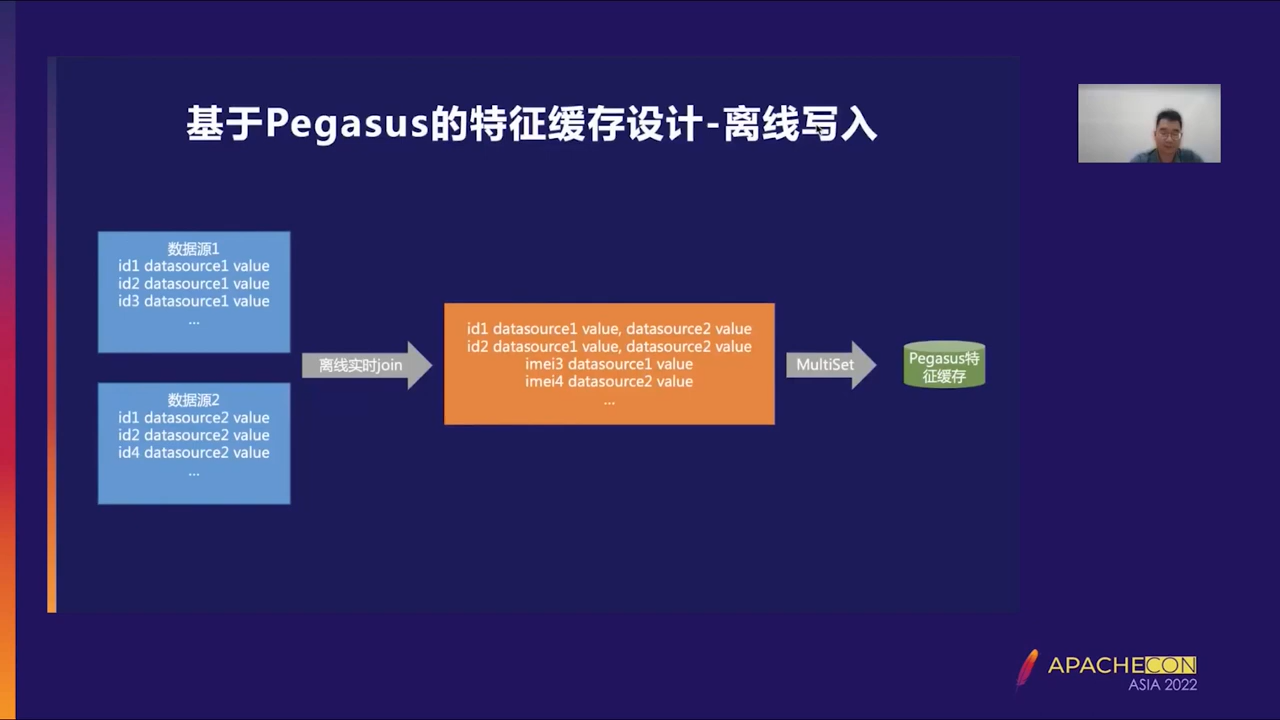 基于Pegasus的特征缓存设计-离线写入
数据源1
id1 datasource1 value
id2 datasource1 value
id3 datasource1 value
...
数据源2
id1 datasource2 value
id2 datasource2 value
id4 datasource2 value
...
离线实时join
id1 datasource1 value, datasource2 value
id2 datasource1 value, datasource2 value
imei3 datasource1 value
imei4 datasource2 value
...
MultiSet
Pegasus特
征缓存
APACHECON
ASIA 2022